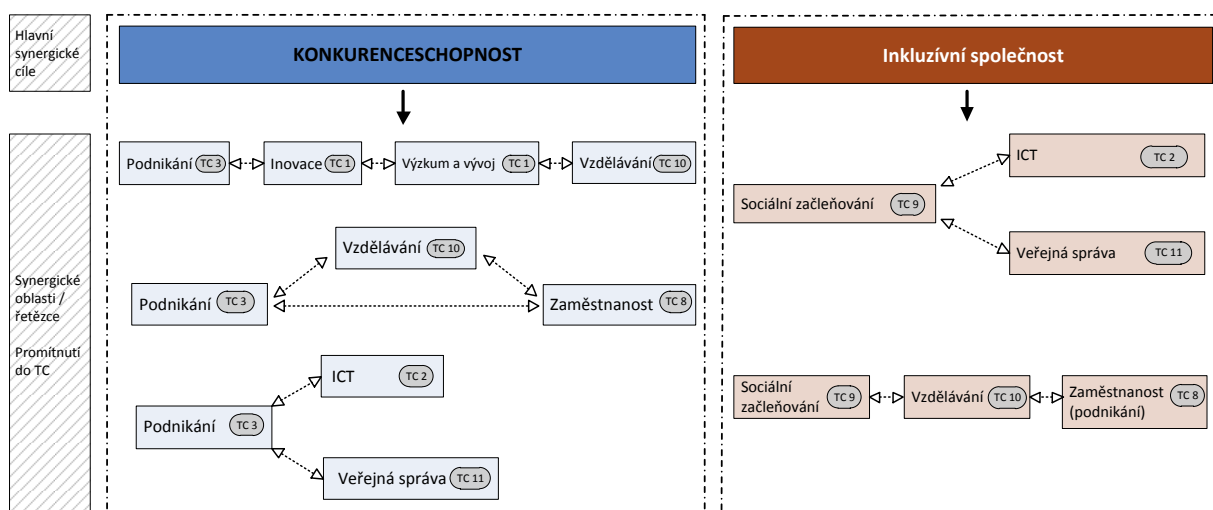 Hlavní
synergické
cíle
KONKURENCESCHOPNOST
Inkluzívní společnost
Synergické
oblasti /
řetězce
Promítnutí
do TC
Podnikání TC 3
Inovace TC 1
Výzkum a vývoj TC 1
Vzdělávání TC 10
Vzdělávání TC 10
Podnikání TC 3
Zaměstnanost TC 8
ICT TC 2
Podnikání TC 3
Veřejná správa TC 11
ICT TC 2
Sociální začleňování TC 9
Veřejná správa TC 11
Sociální
začleňování TC 9
Vzdělávání TC 10
Zaměstnanost TC 8
(podnikání)